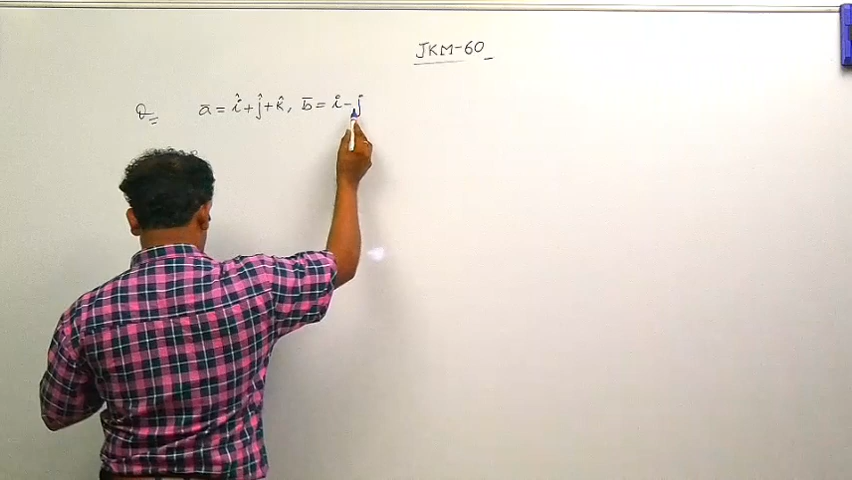 JKM-60
Q= ā = î + ĵ + k̂, b̄ = i - j